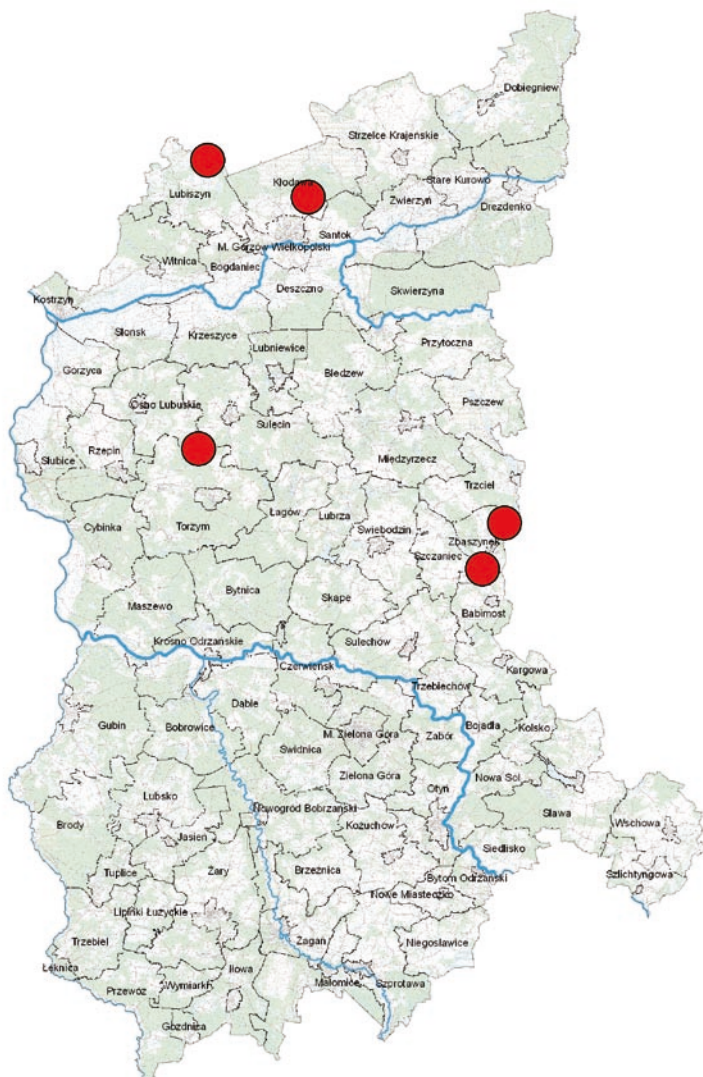 Dobiegniew
Strzelce Krajeńskie
Stare Kurowo
Lubiszyn
Kłodawa
Zwierzyn
Drezdenko
Santok
M. Gorzów Wielkopolski
Witnica
Bogdaniec
Deszczno
Skwierzyna
Kostrzyn
Słonsk
Krzeszyce
Przytoczna
Lubniewice
Górzyca
Bledzew
Pszczew
Ośno Lubuskie
Sulęcin
Rzepin
Słubice
Międzyrzecz
Trzciel
Łagów
Lubrza
Cybinka
Torzym
Świebodzin
Zbąszynek
Szczaniec
Bytnica
Skąpe
Maszewo
Babimost
Krosno Odrzańskie
Sulechów
Czerwieńsk
Kargowa
Trzebiechów
Gubin
Bobrowice
Dąbie
M. Zielona Góra
Zabór
Bojadła
Kolsko
Świdnica
Zielona Góra
Otyń
Nowa Sól
Lubsko
Nowogród Bobrzański
Kożuchów
Sława
Brody
Jasień
Wschowa
Siedlisko
Tuplice
Żary
Brzeźnica
Bytom Odrzański
Szlichtyngowa
Nowe Miasteczko
Lipinki Łużyckie
Trzebiel
Żagań
Niegosławice
Łęknica
Przewóz
Wymiarki
Iłowa
Małomice
Szprotawa
Gozdnica